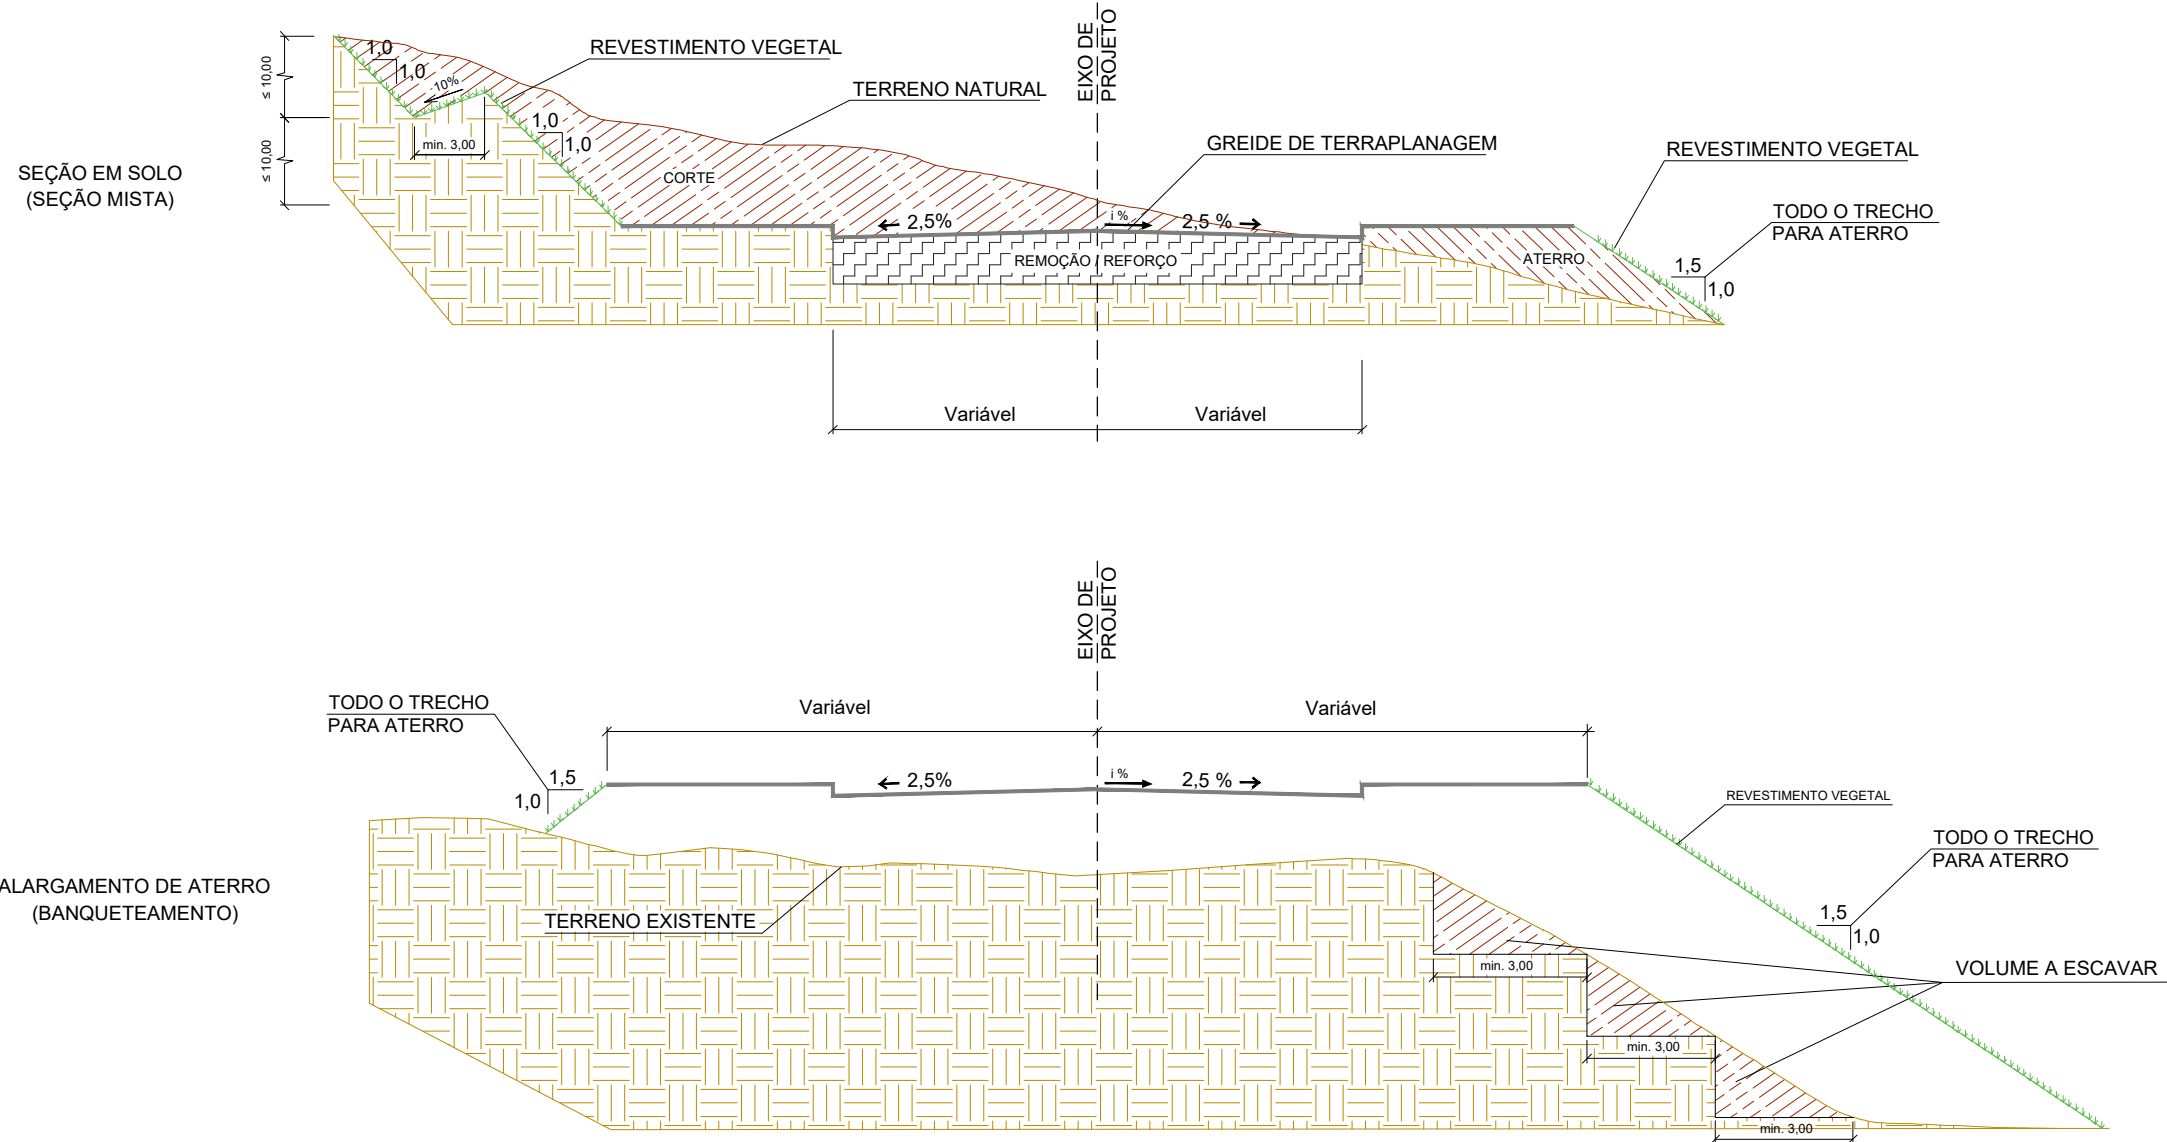 EIXO DE
PROJETO
REVESTIMENTO VEGETAL
TERRENO NATURAL
GREIDE DE TERRAPLANAGEM
REVESTIMENTO VEGETAL
≤ 10,00
≤ 10,00
1,0
1,0
10%
min. 3,00
1,0
1,0
SEÇÃO EM SOLO
(SEÇÃO MISTA)
CORTE
TODO O TRECHO
PARA ATERRO
2,5%
i %
2,5 %
REMOÇÃO / REFORÇO
ATERRO
1,5
1,0
Variável
Variável
EIXO DE
PROJETO
TODO O TRECHO
PARA ATERRO
Variável
Variável
1,5
1,0
2,5%
i %
2,5 %
REVESTIMENTO VEGETAL
TODO O TRECHO
PARA ATERRO
ALARGAMENTO DE ATERRO
(BANQUETEAMENTO)
TERRENO EXISTENTE
1,5
1,0
min. 3,00
VOLUME A ESCAVAR
min. 3,00
min. 3,00